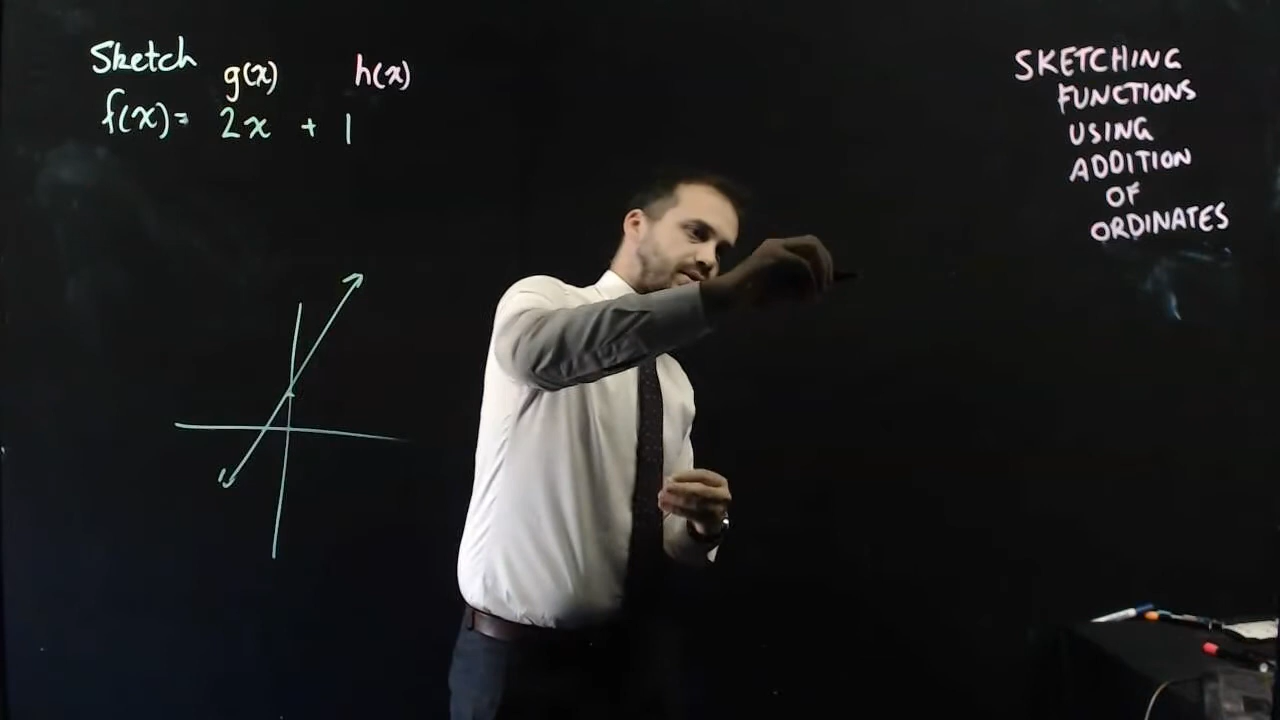 Sketch
g(x) h(x)
f(x)= 2x + 1
SKETCHING
FUNCTIONS
USING
ADDITION
OF
ORDINATES